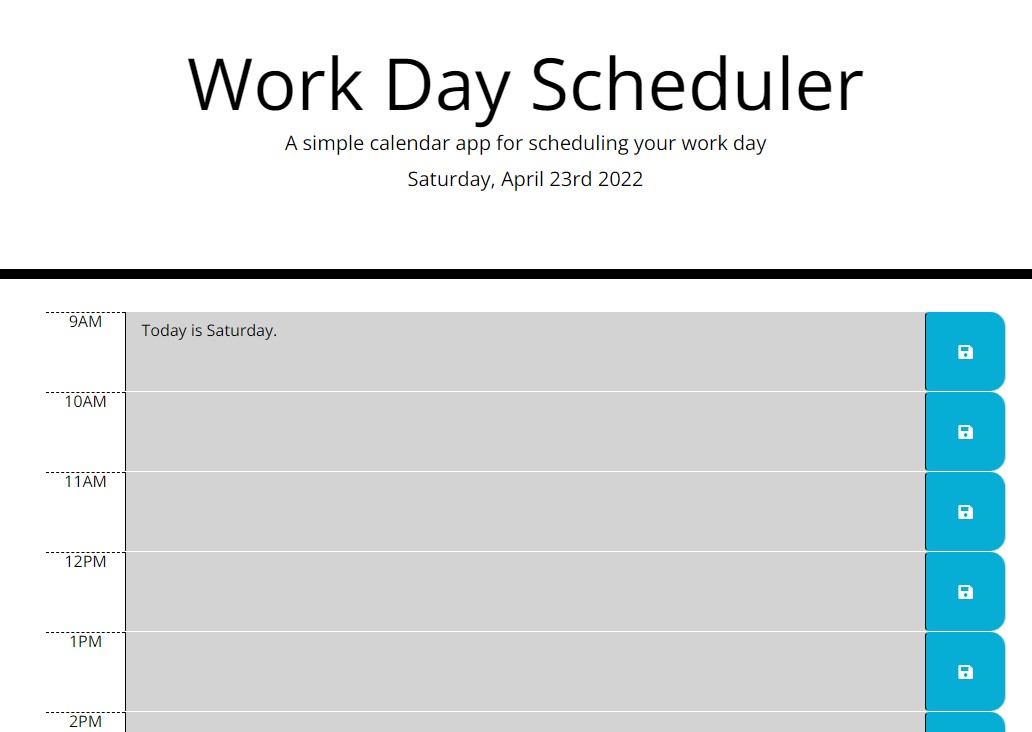 Work Day Scheduler
A simple calendar app for scheduling your work day
Saturday, April 23rd 2022
9AM
Today is Saturday.
10AM
11AM
12PM
1PM
2PM